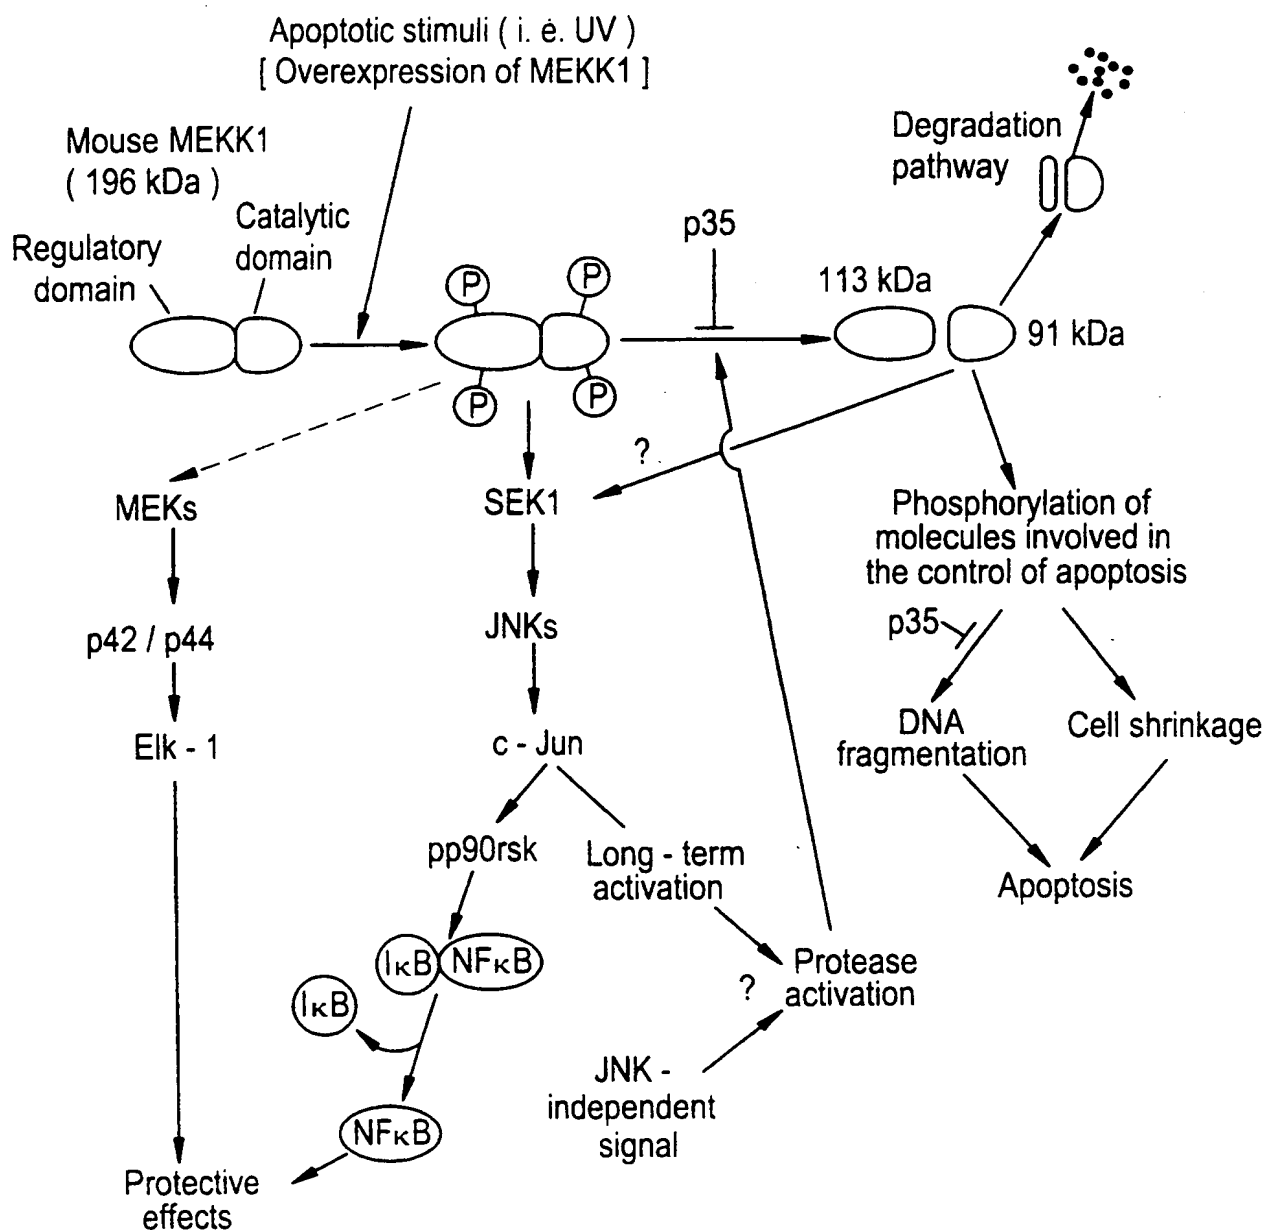 Apoptotic stimuli ( i. e. UV )
[ Overexpression of MEKK1 ]
Mouse MEKK1
( 196 kDa )
Catalytic
domain
Regulatory
domain
Degradation
pathway
p35
113 kDa
91 kDa
P
P
P
P
?
MEKs
SEK1
Phosphorylation of
molecules involved in
the control of apoptosis
p42 / p44
JNKs
p35
Elk - 1
c - Jun
DNA
fragmentation
Cell shrinkage
pp90rsk
Long - term
activation
Apoptosis
IκB
NFκB
IκB
Protease
activation
?
JNK -
independent
signal
NFκB
Protective
effects